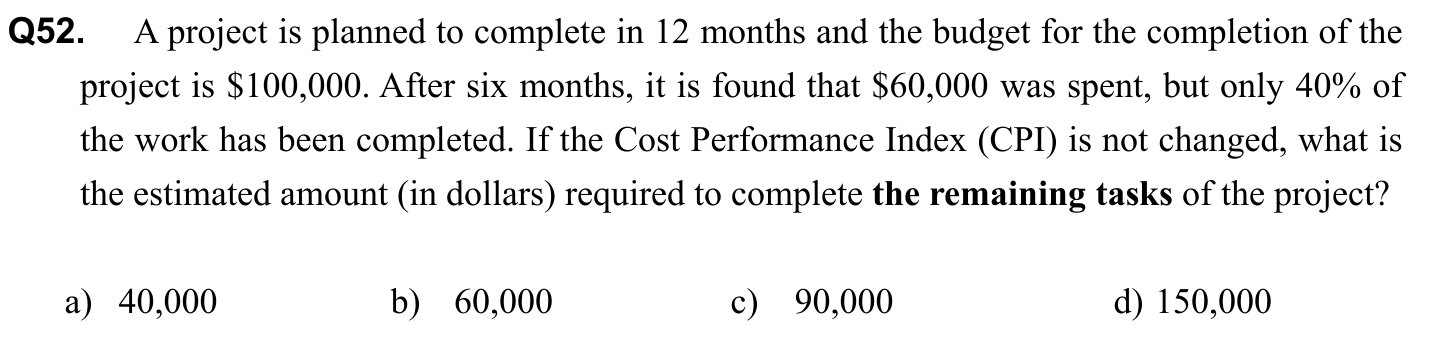 Q52. A project is planned to complete in 12 months and the budget for the completion of the
project is $100,000. After six months, it is found that $60,000 was spent, but only 40% of
the work has been completed. If the Cost Performance Index (CPI) is not changed, what is
the estimated amount (in dollars) required to complete the remaining tasks of the project?
a) 40,000 b) 60,000 c) 90,000 d) 150,000